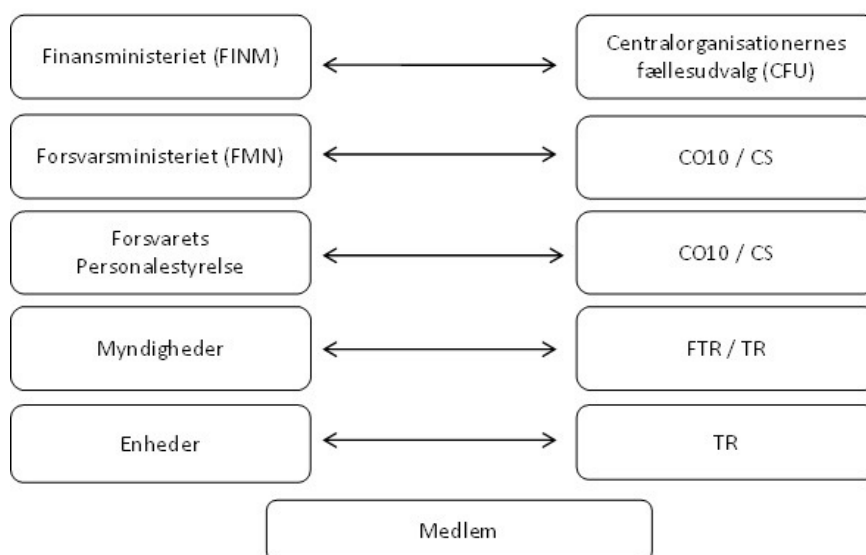 Finansministeriet (FINM)
Centralorganisationernes
fællesudvalg (CFU)
Forsvarsministeriet (FMN)
CO10 / CS
Forsvarets
Personalestyrelse
CO10 / CS
Myndigheder
FTR / TR
Enheder
TR
Medlem